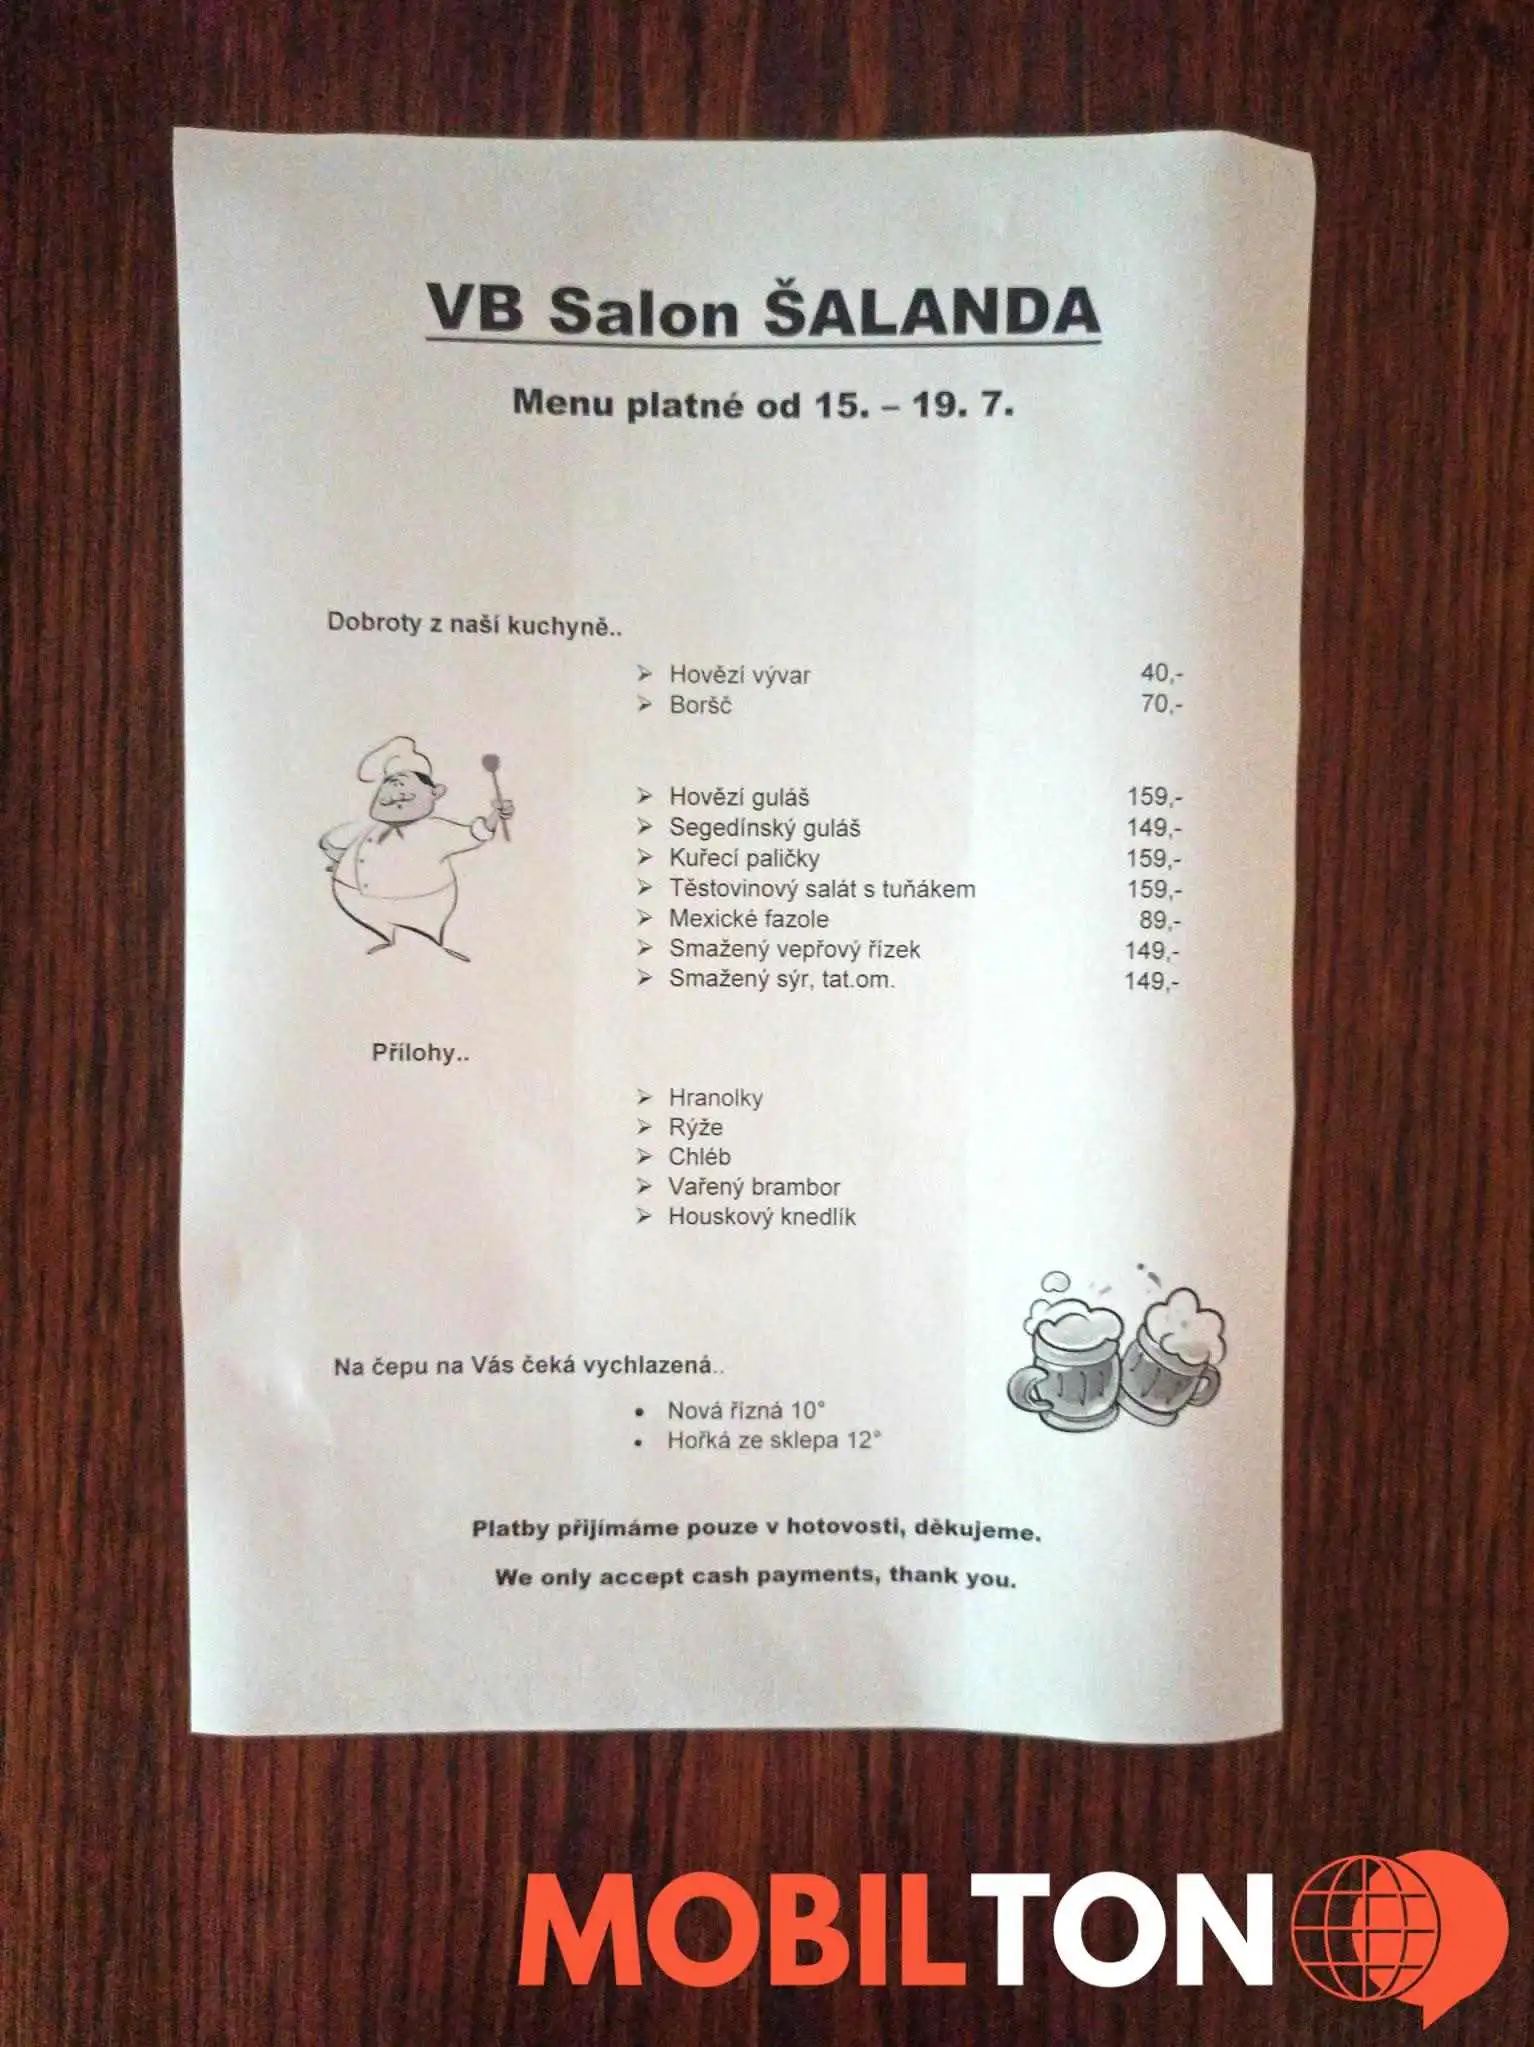 VB Salon ŠALANDA
Menu platné od 15. – 19. 7.
Dobroty z naší kuchyně..
➢ Hovězí vývar 40,-
➢ Boršč 70,-
➢ Hovězí guláš 159,-
➢ Segedínský guláš 149,-
➢ Kuřecí paličky 159,-
➢ Těstovinový salát s tuňákem 159,-
➢ Mexické fazole 89,-
➢ Smažený vepřový řízek 149,-
➢ Smažený sýr, tat.om. 149,-
Přílohy..
➢ Hranolky
➢ Rýže
➢ Chléb
➢ Vařený brambor
➢ Houskový knedlík
Na čepu na Vás čeká vychlazená..
• Nová řízná 10°
• Hořká ze sklepa 12°
Platby přijímáme pouze v hotovosti, děkujeme.
We only accept cash payments, thank you.
MOBILTON